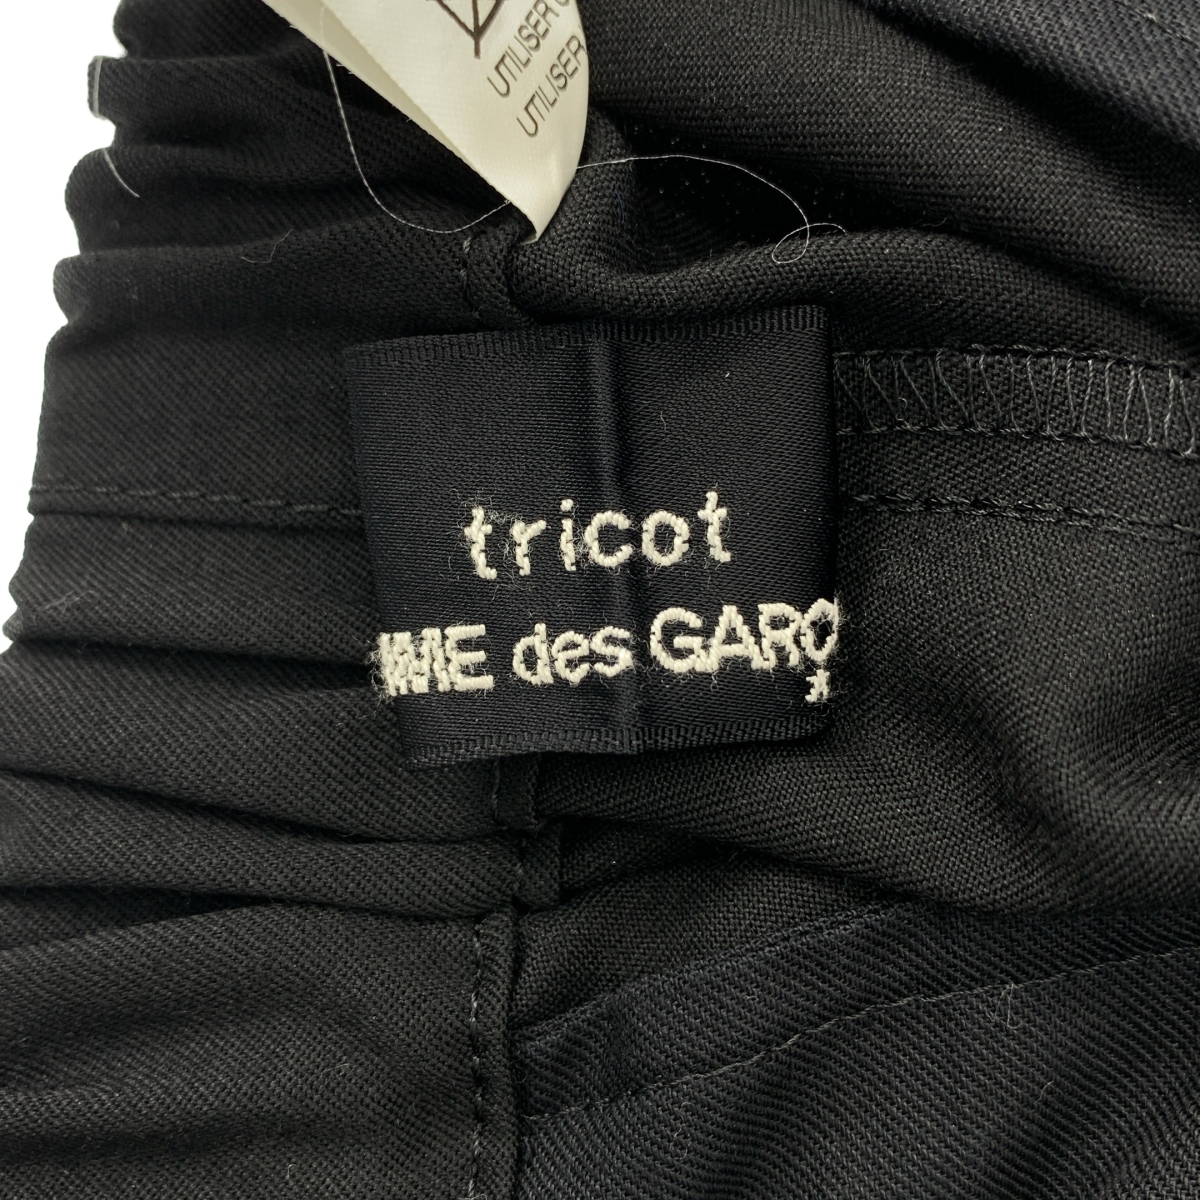 UTILISER
UTILISER
tricot
MME des GARÇ